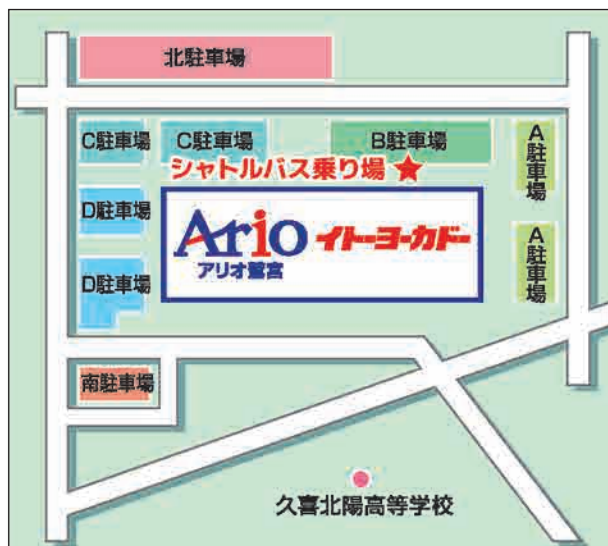 北駐車場
C駐車場
C駐車場
B駐車場
A駐車場
シャトルバス乗り場
D駐車場
Ario イトーヨーカドー
アリオ鷲宮
A駐車場
D駐車場
南駐車場
久喜北陽高等学校